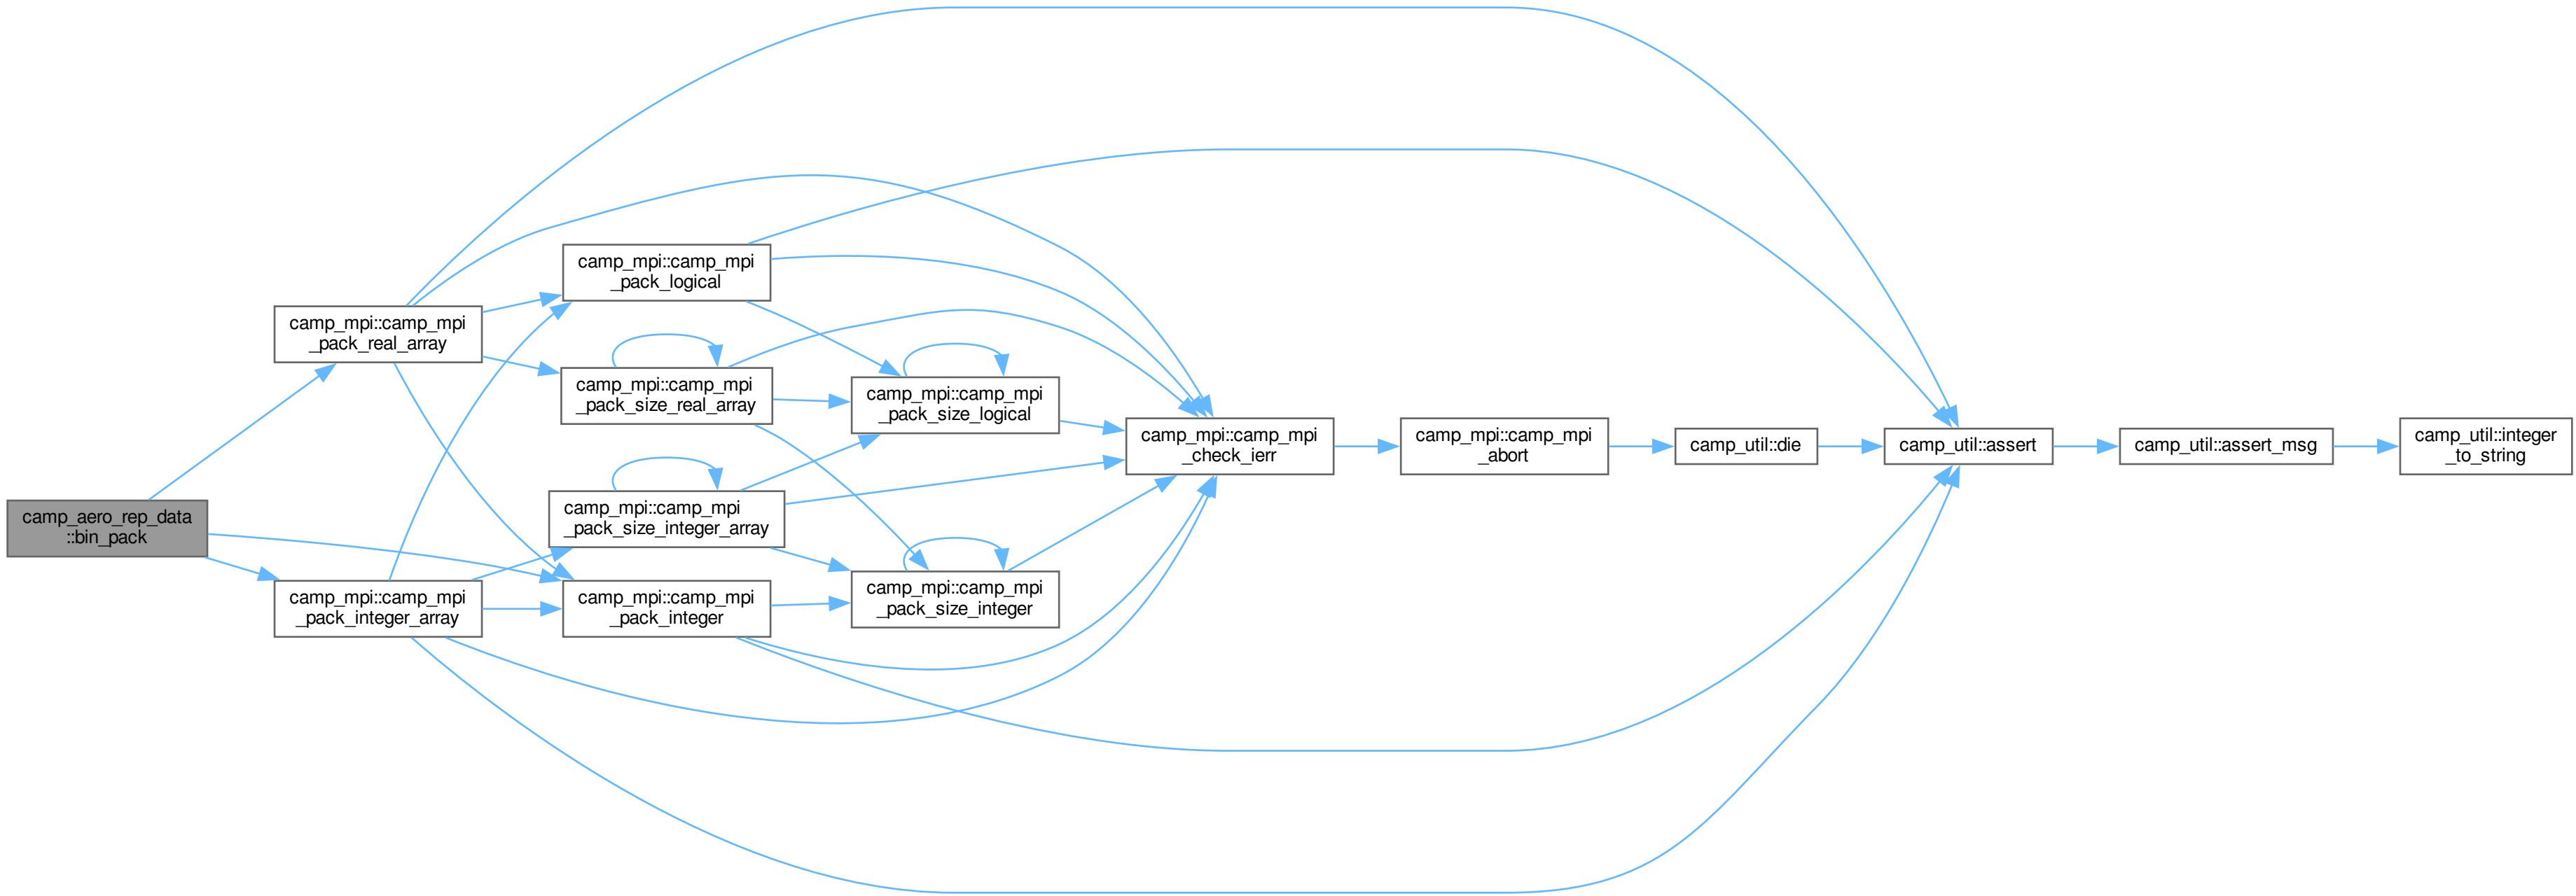 camp_aero_rep_data
::bin_pack
camp_mpi::camp_mpi
_pack_real_array
camp_mpi::camp_mpi
_pack_integer_array
camp_mpi::camp_mpi
_pack_logical
camp_mpi::camp_mpi
_pack_size_real_array
camp_mpi::camp_mpi
_pack_size_integer_array
camp_mpi::camp_mpi
_pack_integer
camp_mpi::camp_mpi
_pack_size_logical
camp_mpi::camp_mpi
_pack_size_integer
camp_mpi::camp_mpi
_check_ierr
camp_mpi::camp_mpi
_abort
camp_util::die
camp_util::assert
camp_util::assert_msg
camp_util::integer
_to_string